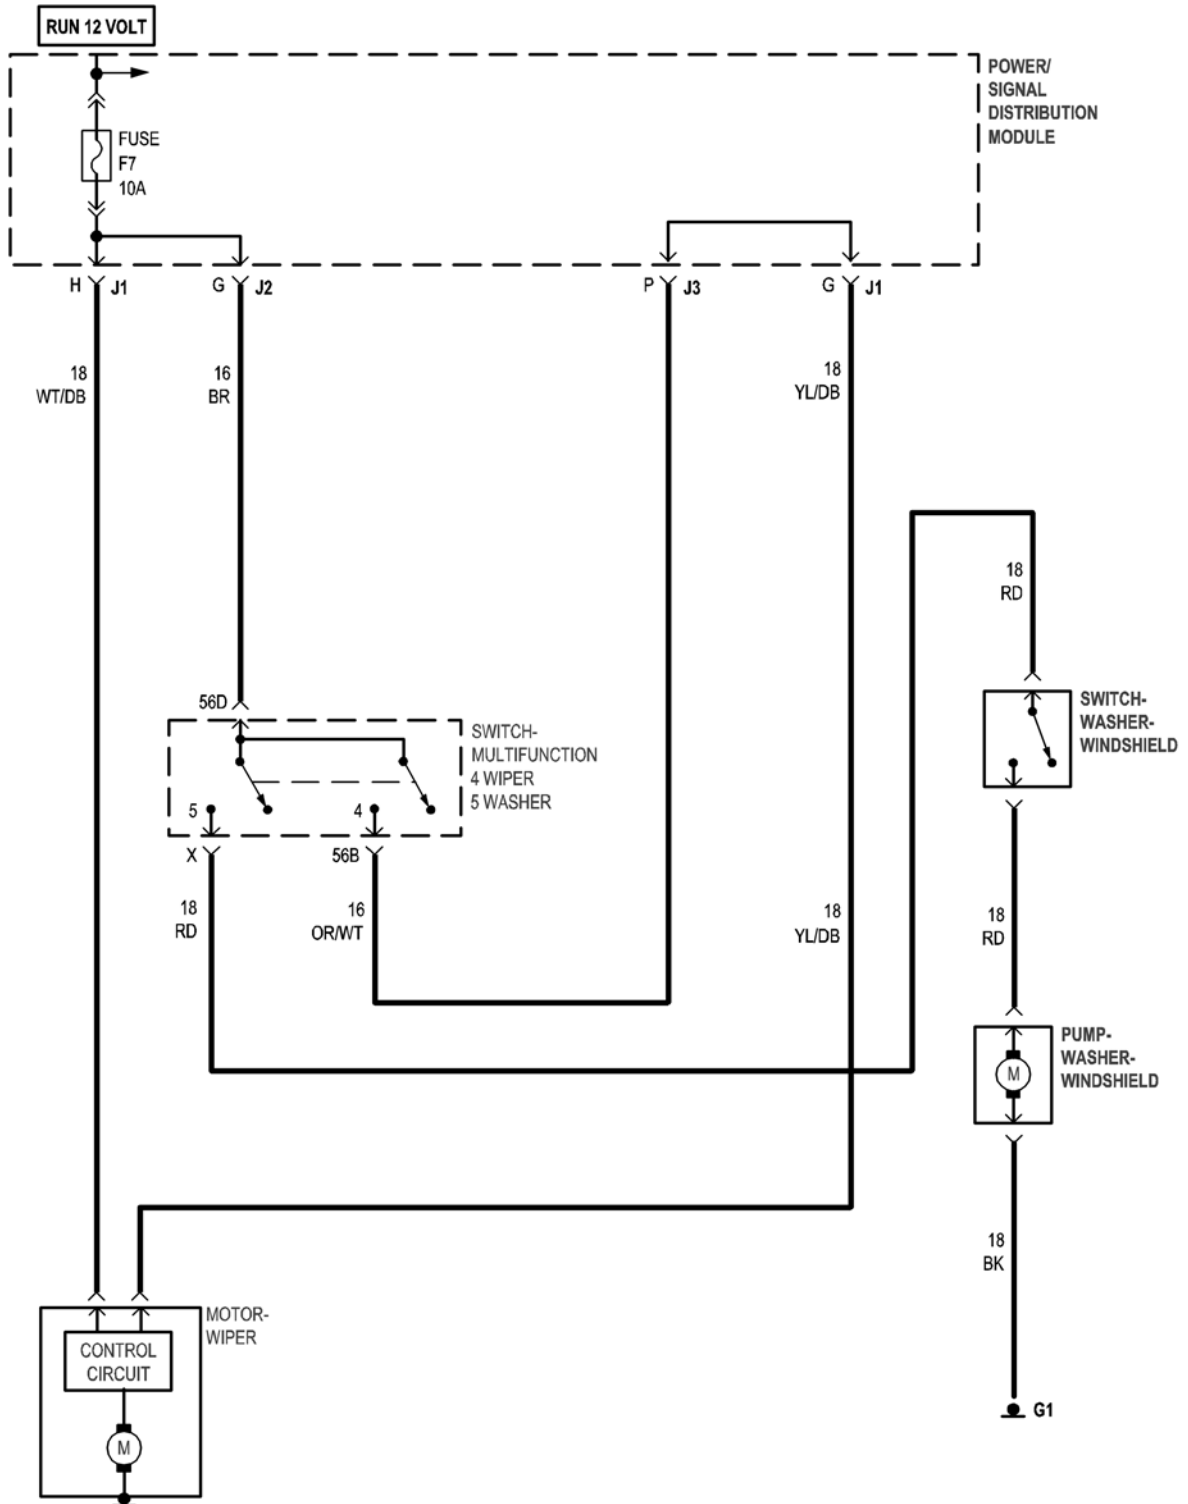 RUN 12 VOLT
POWER/
SIGNAL
DISTRIBUTION
MODULE
FUSE
F7
10A
H J1
G J2
P J3
G J1
18
WT/DB
16
BR
18
YL/DB
18
RD
56D
SWITCH-
MULTIFUNCTION
4 WIPER
5 WASHER
5
4
X
56B
SWITCH-
WASHER-
WINDSHIELD
18
RD
16
OR/WT
18
YL/DB
18
RD
PUMP-
WASHER-
WINDSHIELD
M
18
BK
MOTOR-
WIPER
CONTROL
CIRCUIT
M
G1